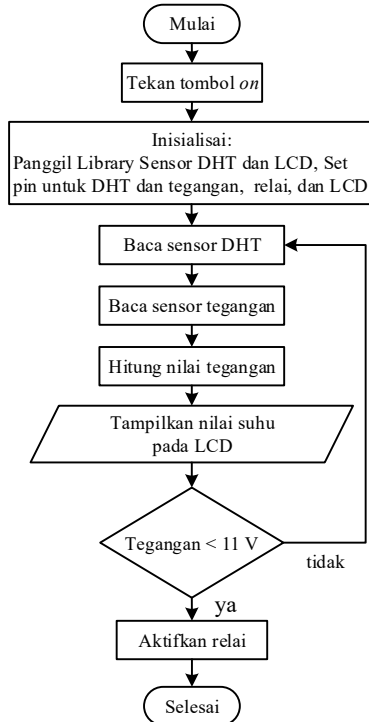 Mulai
Tekan tombol on
Inisialisai:
Panggil Library Sensor DHT dan LCD, Set
pin untuk DHT dan tegangan, relai, dan LCD
Baca sensor DHT
Baca sensor tegangan
Hitung nilai tegangan
Tampilkan nilai suhu
pada LCD
Tegangan < 11 V
tidak
ya
Aktifkan relai
Selesai